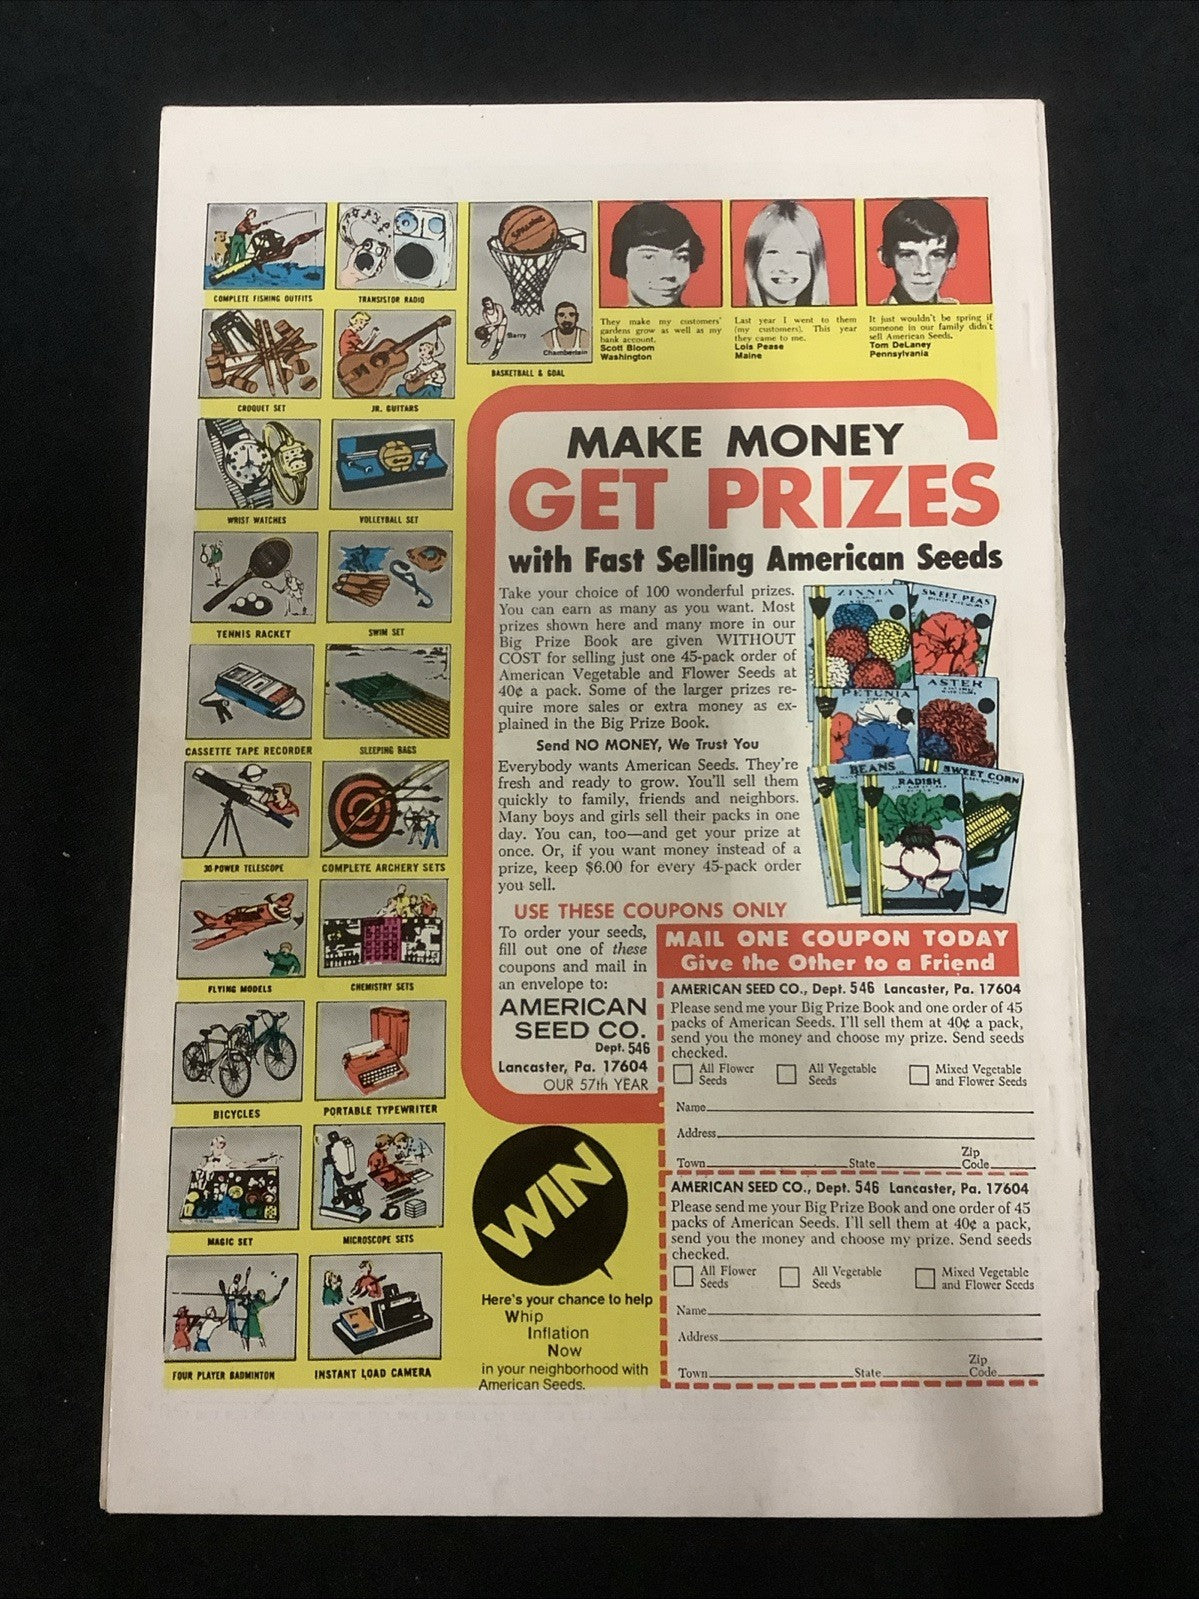 COMPLETE FISHING OUTFITS
TRANSISTOR RADIO
CROQUET SET
JR. GUITARS
WRIST WATCHES
VOLLEYBALL SET
TENNIS RACKET
SWIM SET
CASSETTE TAPE RECORDER
SLEEPING BAGS
30 POWER TELESCOPE
COMPLETE ARCHERY SETS
FLYING MODELS
CHEMISTRY SETS
BICYCLES
PORTABLE TYPEWRITER
MAGIC SET
MICROSCOPE SETS
FOUR PLAYER BADMINTON
INSTANT LOAD CAMERA
SPALDING
Barry
Chamberlain
BASKETBALL & GOAL
They make my customers'
gardens grow as well as my
bank account.
Scott Bloom
Washington
Last year I went to them
(my customers). This year
they came to me.
Lois Pease
Maine
It just wouldn't be spring if
someone in our family didn't
sell American Seeds.
Tom DeLaney
Pennsylvania
MAKE MONEY
GET PRIZES
with Fast Selling American Seeds
Take your choice of 100 wonderful prizes.
You can earn as many as you want. Most
prizes shown here and many more in our
Big Prize Book are given WITHOUT
COST for selling just one 45-pack order of
American Vegetable and Flower Seeds at
40¢ a pack. Some of the larger prizes re-
quire more sales or extra money as ex-
plained in the Big Prize Book.
Send NO MONEY, We Trust You
Everybody wants American Seeds. They're
fresh and ready to grow. You'll sell them
quickly to family, friends and neighbors.
Many boys and girls sell their packs in one
day. You can, too—and get your prize at
once. Or, if you want money instead of a
prize, keep $6.00 for every 45-pack order
you sell.
ZINNIA
SWEET PEAS
PETUNIA
ASTER
BEANS
RADISH
SWEET CORN
USE THESE COUPONS ONLY
To order your seeds,
fill out one of these
coupons and mail in
an envelope to:
AMERICAN
SEED CO.
Dept. 546
Lancaster, Pa. 17604
OUR 57th YEAR
MAIL ONE COUPON TODAY
Give the Other to a Friend
AMERICAN SEED CO., Dept. 546 Lancaster, Pa. 17604
Please send me your Big Prize Book and one order of 45
packs of American Seeds. I'll sell them at 40¢ a pack,
send you the money and choose my prize. Send seeds
checked.
All Flower Seeds
All Vegetable Seeds
Mixed Vegetable and Flower Seeds
Name
Address
Town State Zip Code
AMERICAN SEED CO., Dept. 546 Lancaster, Pa. 17604
Please send me your Big Prize Book and one order of 45
packs of American Seeds. I'll sell them at 40¢ a pack,
send you the money and choose my prize. Send seeds
checked.
All Flower Seeds
All Vegetable Seeds
Mixed Vegetable and Flower Seeds
Name
Address
Town State Zip Code
WIN
Here's your chance to help
Whip
Inflation
Now
in your neighborhood with
American Seeds.